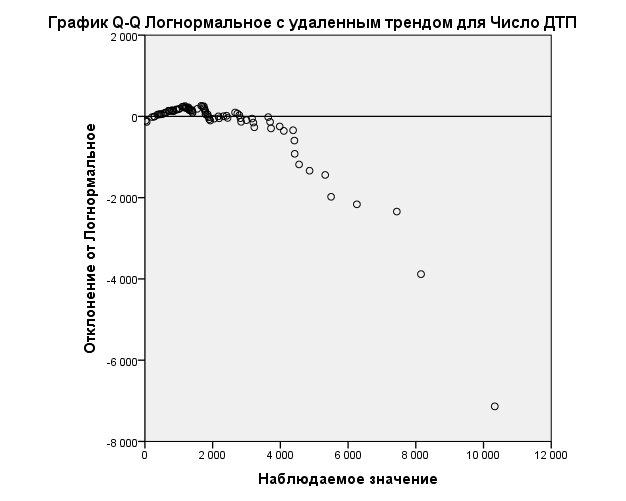 График Q-Q Логнормальное с удаленным трендом для Число ДТП
2 000
0
-2 000
-4 000
-6 000
-8 000
Отклонение от Логнормальное
0 2 000 4 000 6 000 8 000 10 000 12 000
Наблюдаемое значение